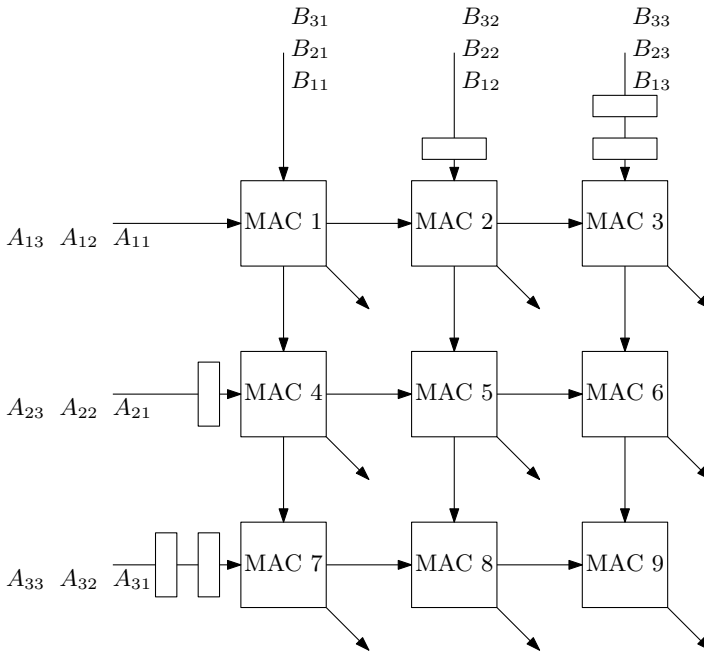 B₃₁ B₃₂ B₃₃
B₂₁ B₂₂ B₂₃
B₁₁ B₁₂ B₁₃
MAC 1 MAC 2 MAC 3
A₁₃ A₁₂ A₁₁
MAC 4 MAC 5 MAC 6
A₂₃ A₂₂ A₂₁
MAC 7 MAC 8 MAC 9
A₃₃ A₃₂ A₃₁